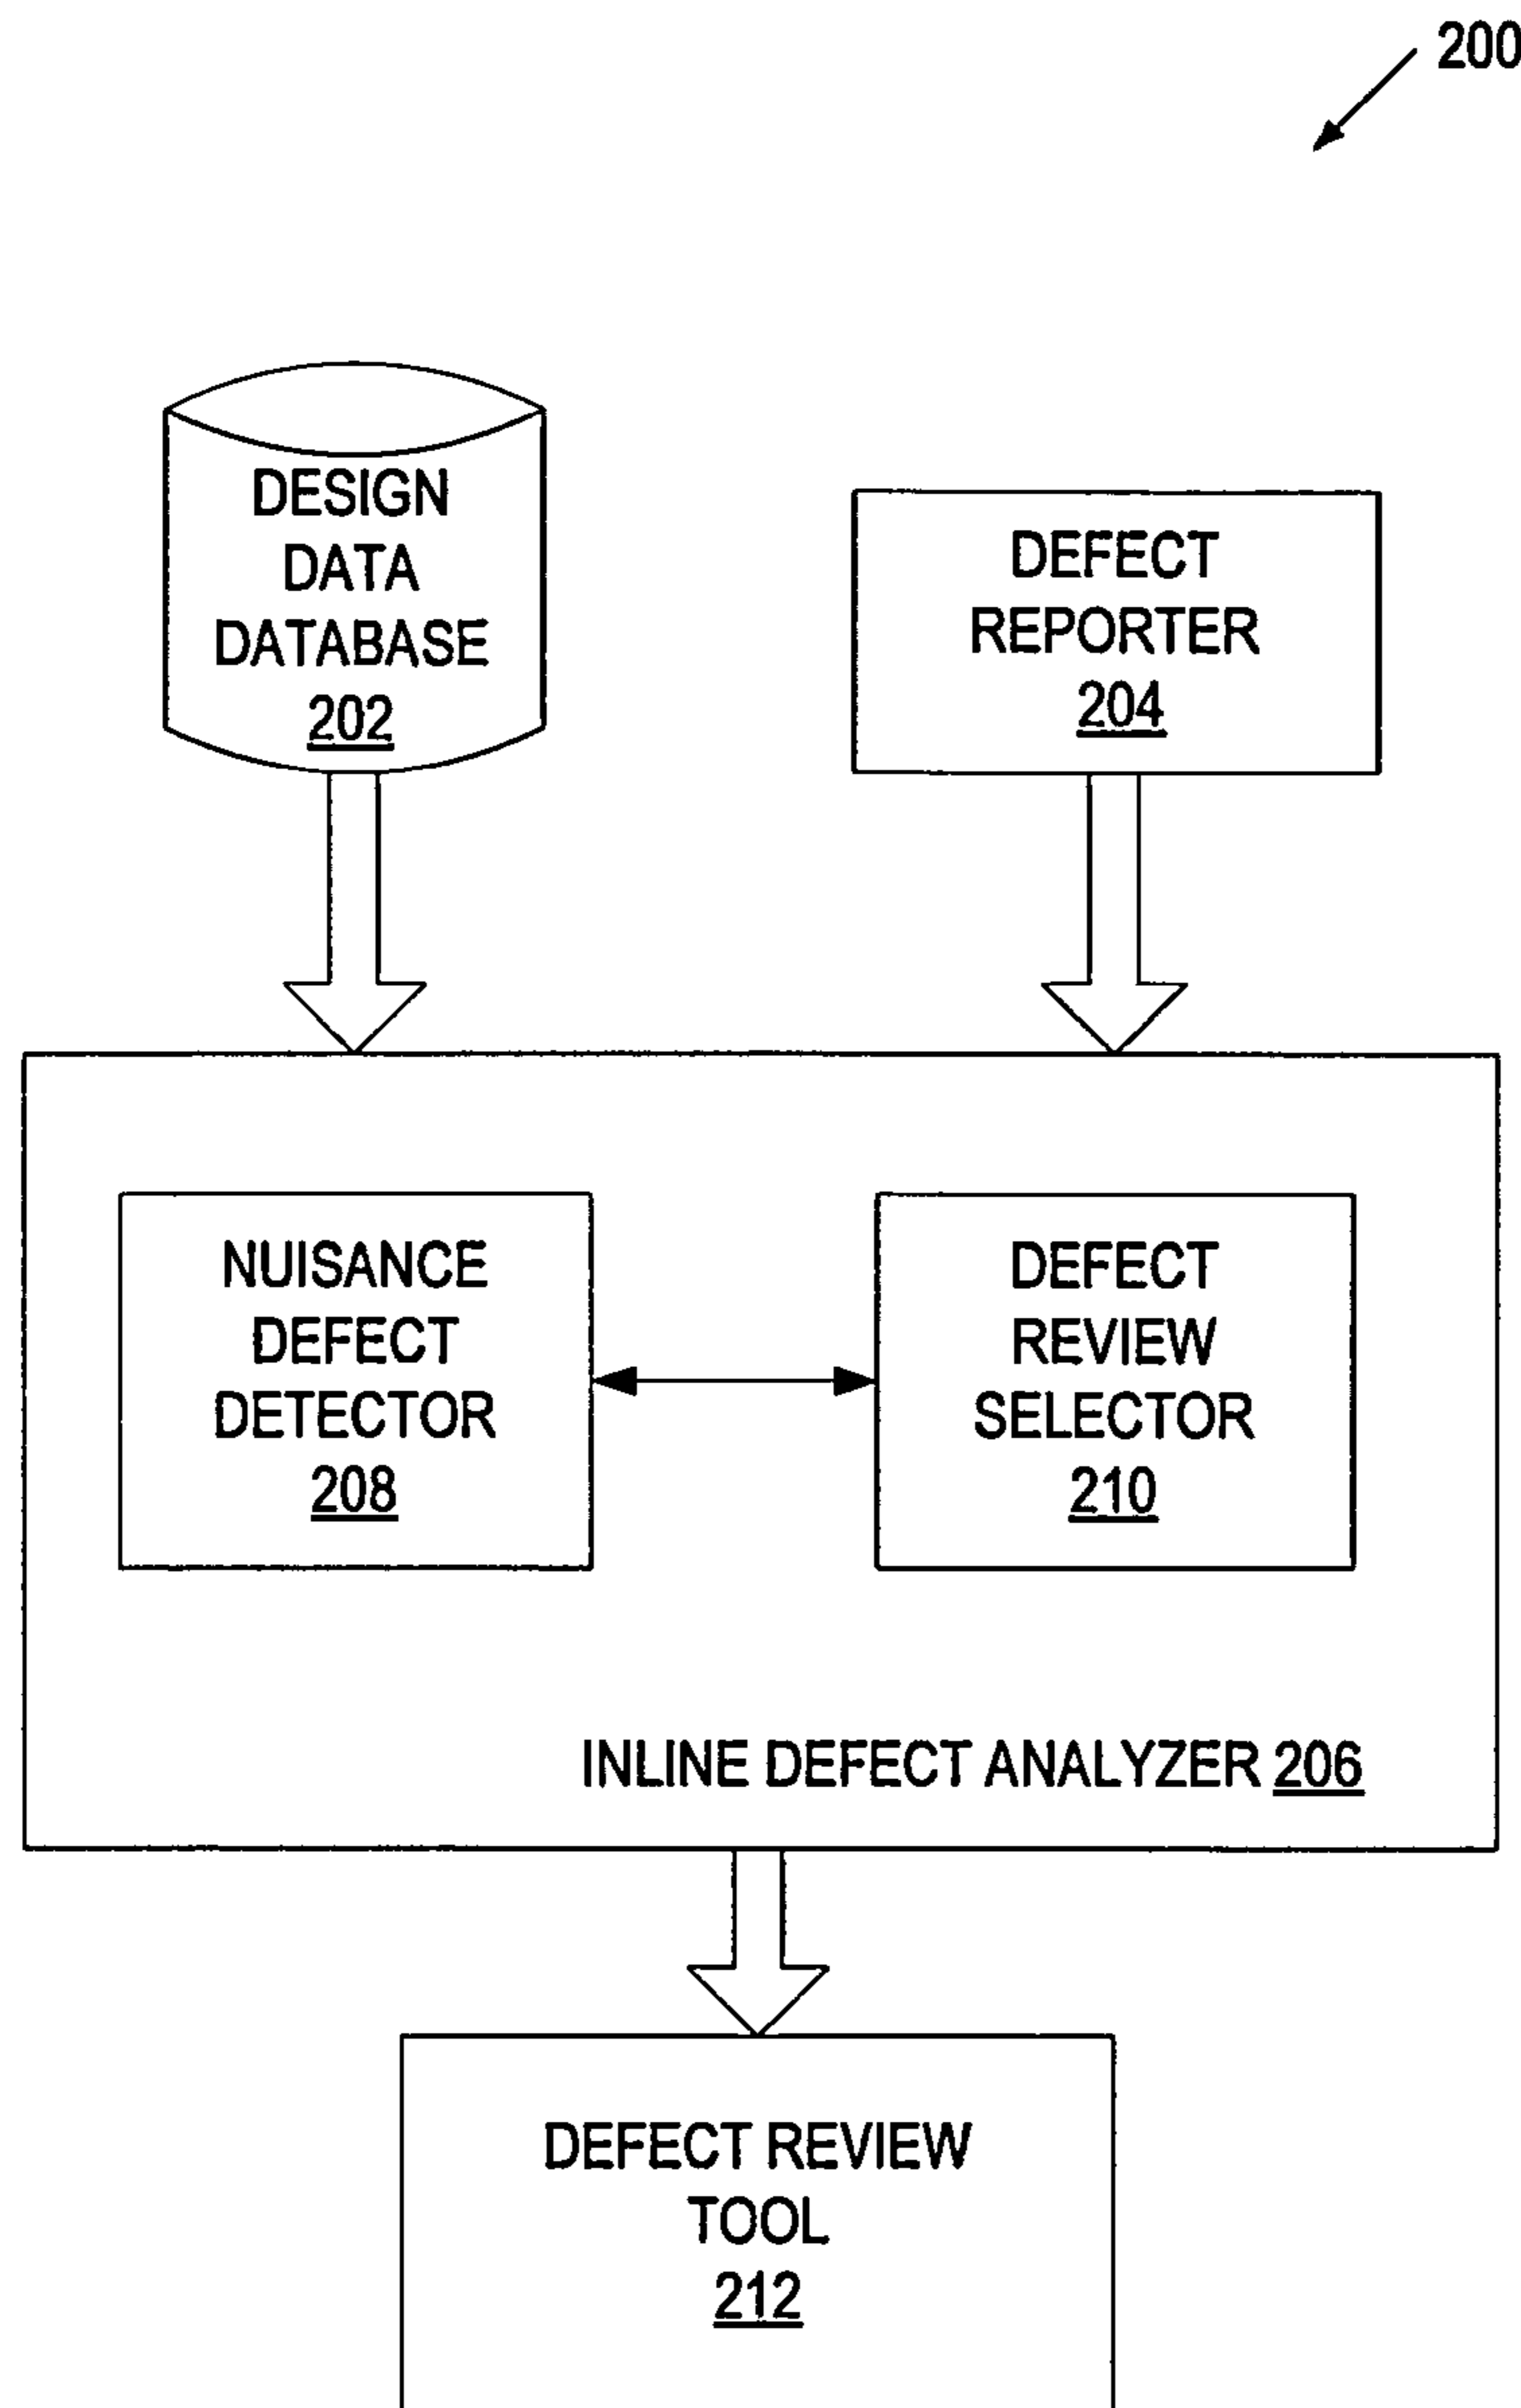 200
DESIGN
DATA
DATABASE
202
DEFECT
REPORTER
204
NUISANCE
DEFECT
DETECTOR
208
DEFECT
REVIEW
SELECTOR
210
INLINE DEFECT ANALYZER 206
DEFECT REVIEW
TOOL
212